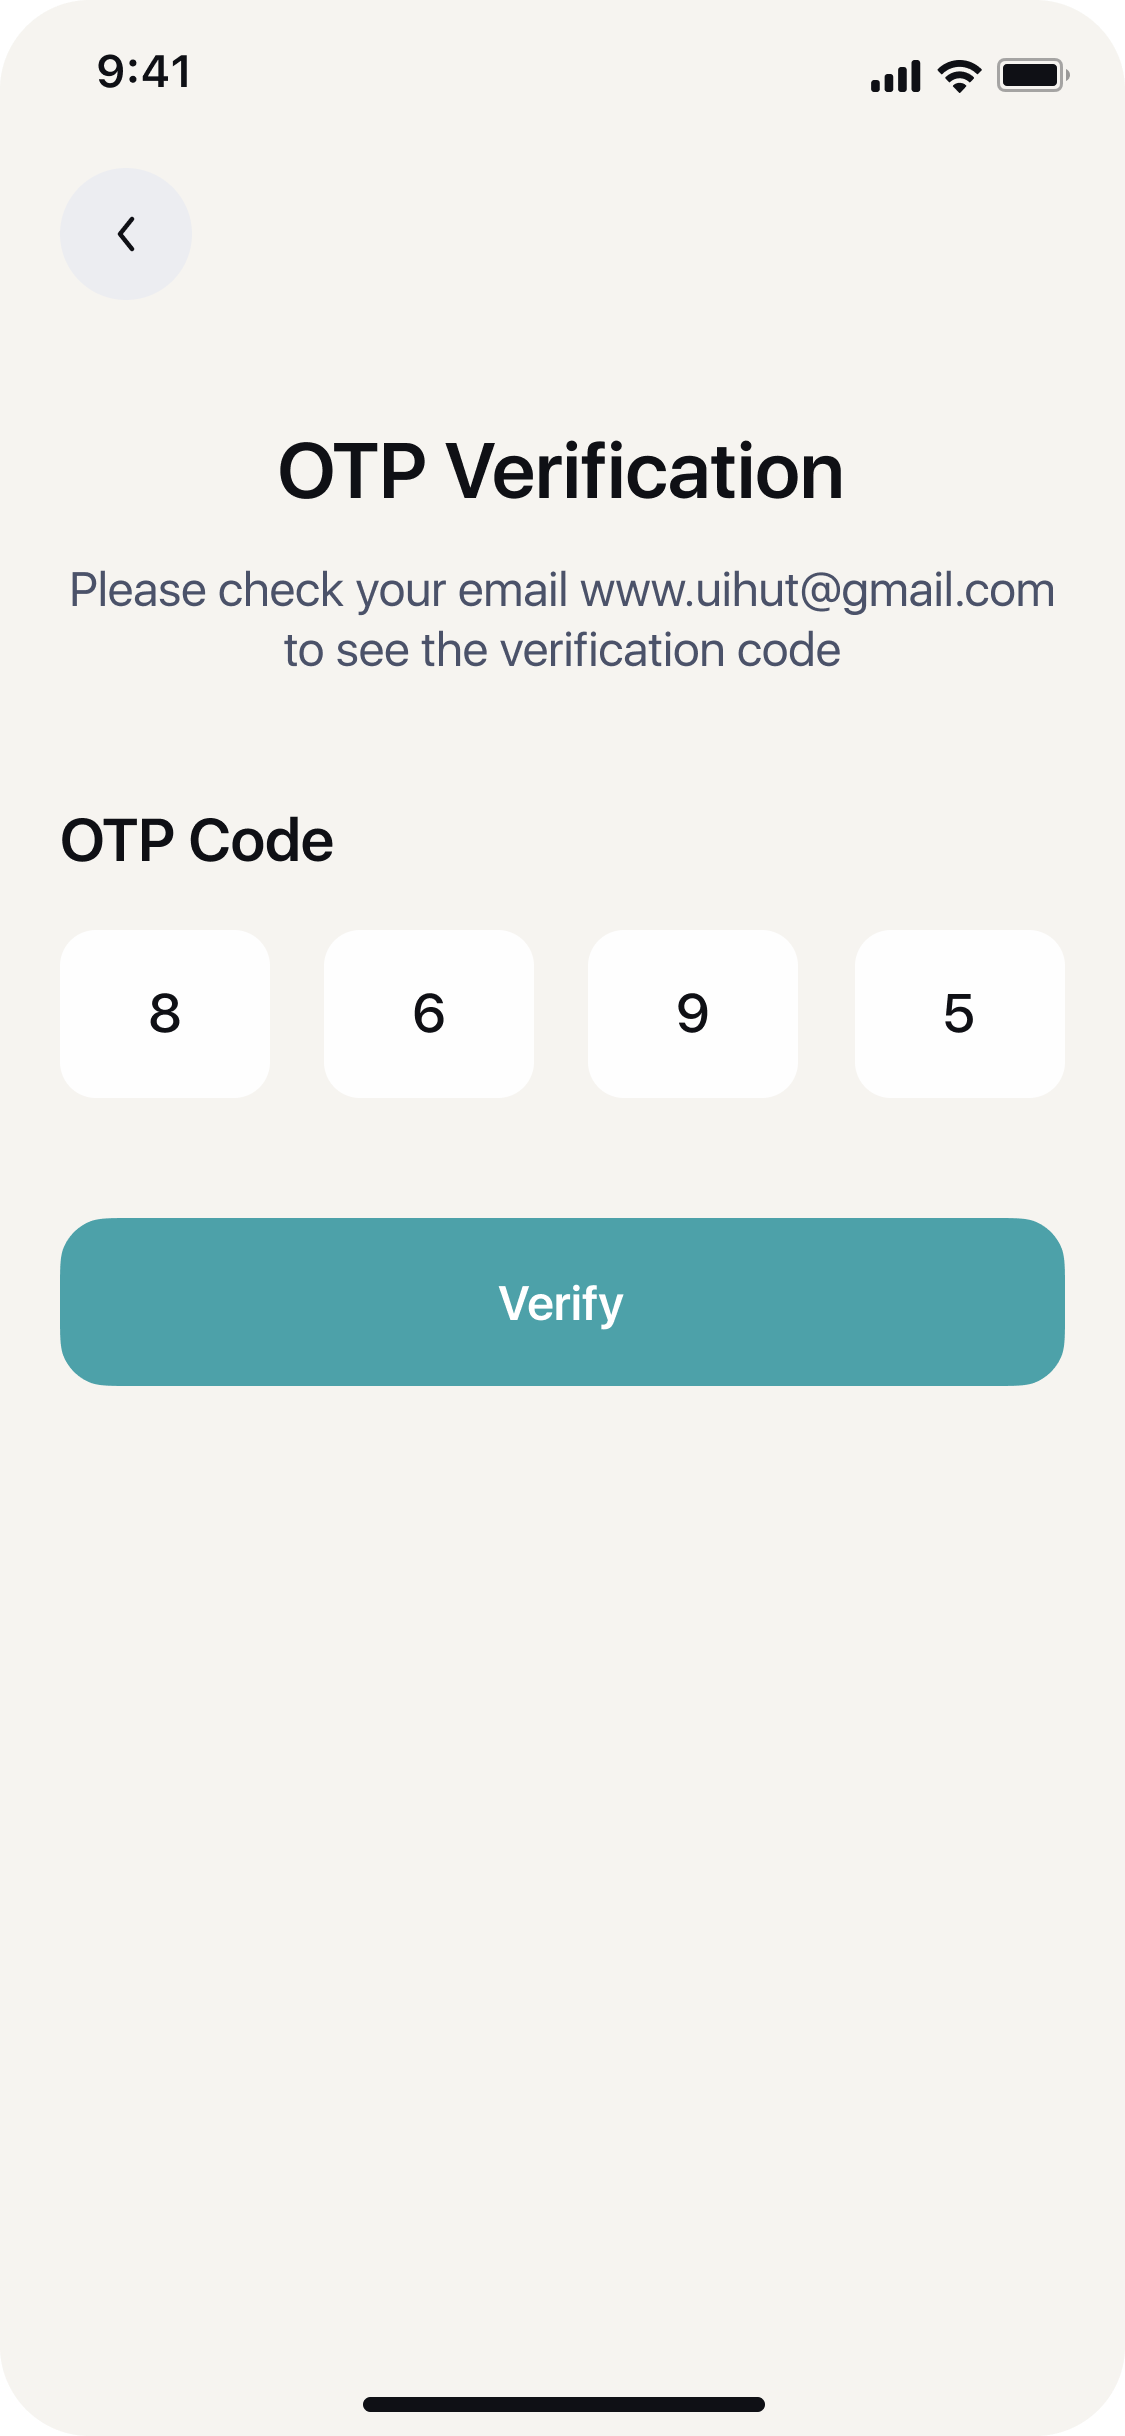 9:41
OTP Verification
Please check your email www.uihut@gmail.com
to see the verification code
OTP Code
8 6 9 5
Verify